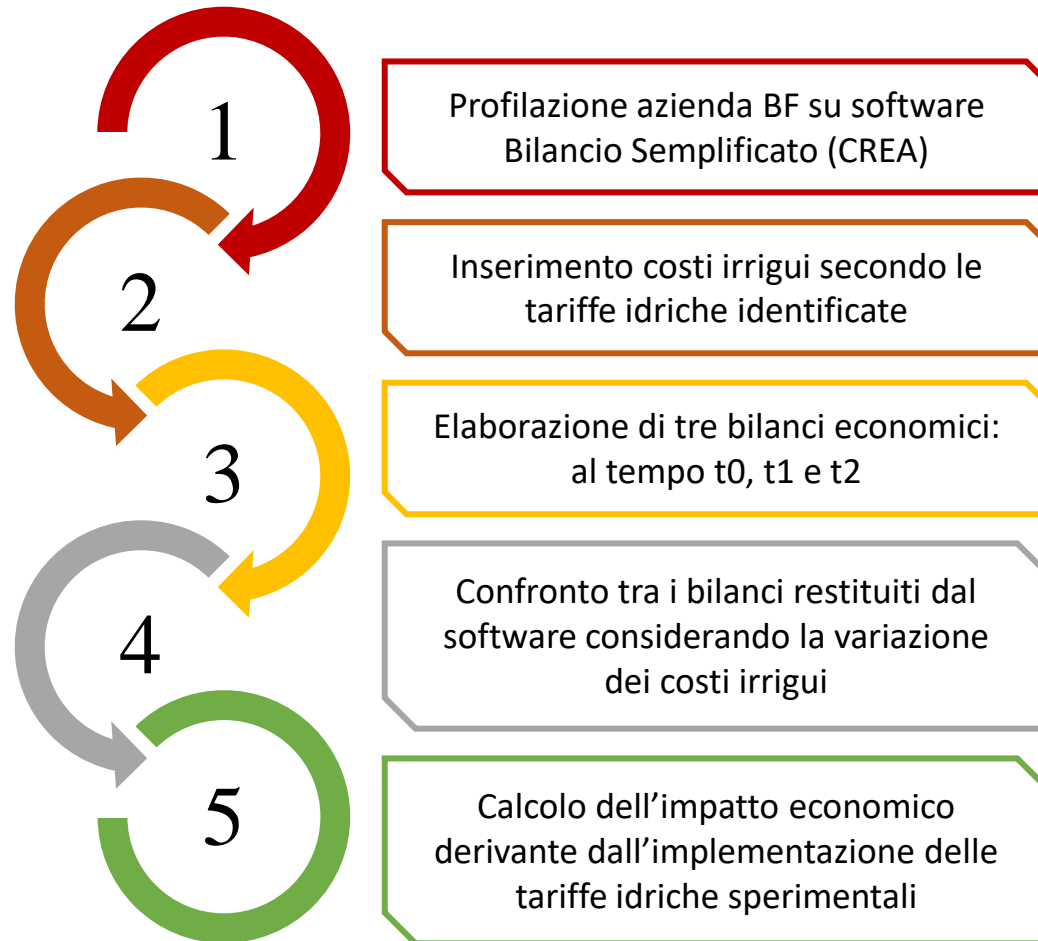 1
Profilazione azienda BF su software
Bilancio Semplificato (CREA)
2
Inserimento costi irrigui secondo le
tariffe idriche identificate
3
Elaborazione di tre bilanci economici:
al tempo t0, t1 e t2
4
Confronto tra i bilanci restituiti dal
software considerando la variazione
dei costi irrigui
5
Calcolo dell’impatto economico
derivante dall’implementazione delle
tariffe idriche sperimentali